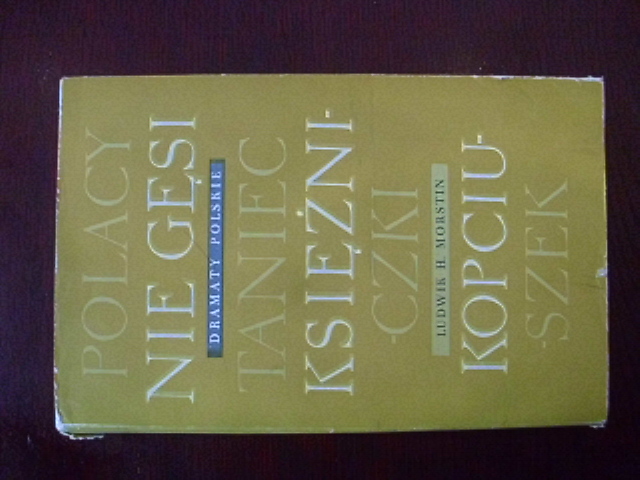 POLACY
NIE GĘSI
DRAMATY POLSKIE
TANIEC
KSIĘŻNI-
-CZKI
LUDWIK H. MORSTIN
KOPCIU-
-SZEK